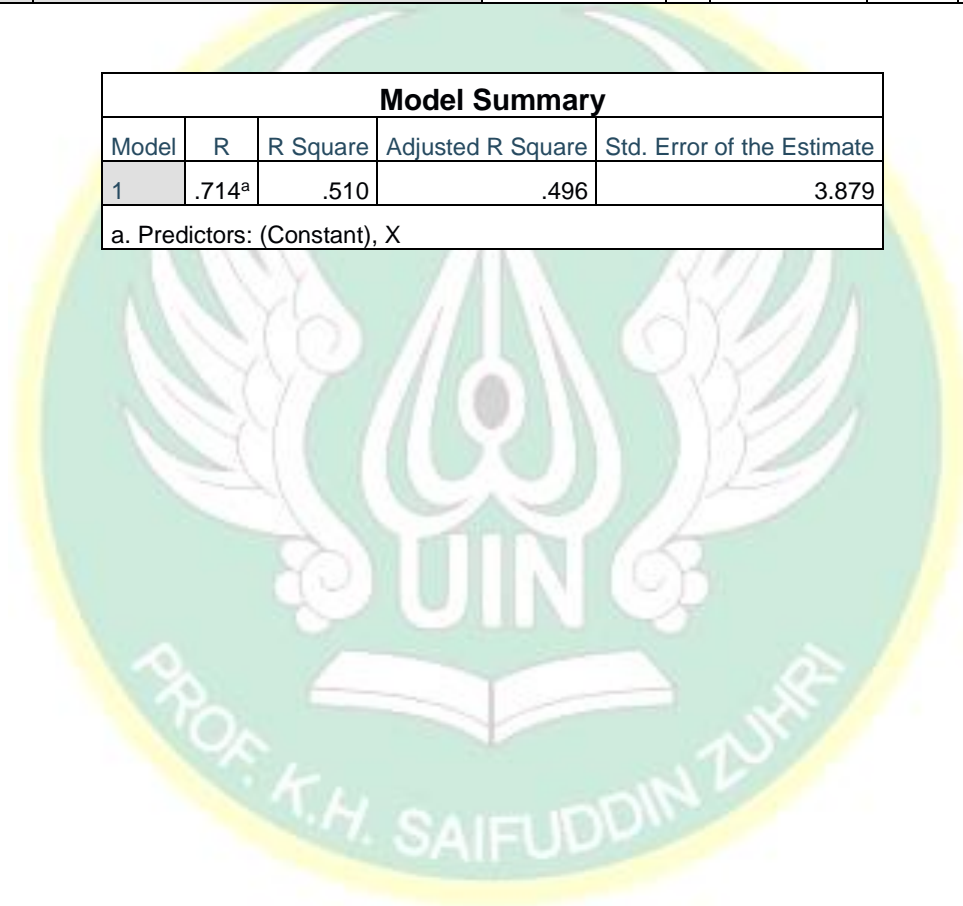 Model Summary
Model R R Square Adjusted R Square Std. Error of the Estimate
1 .714a .510 .496 3.879
a. Predictors: (Constant), X
UIN
PROF. K.H. SAIFUDDIN ZUHRI